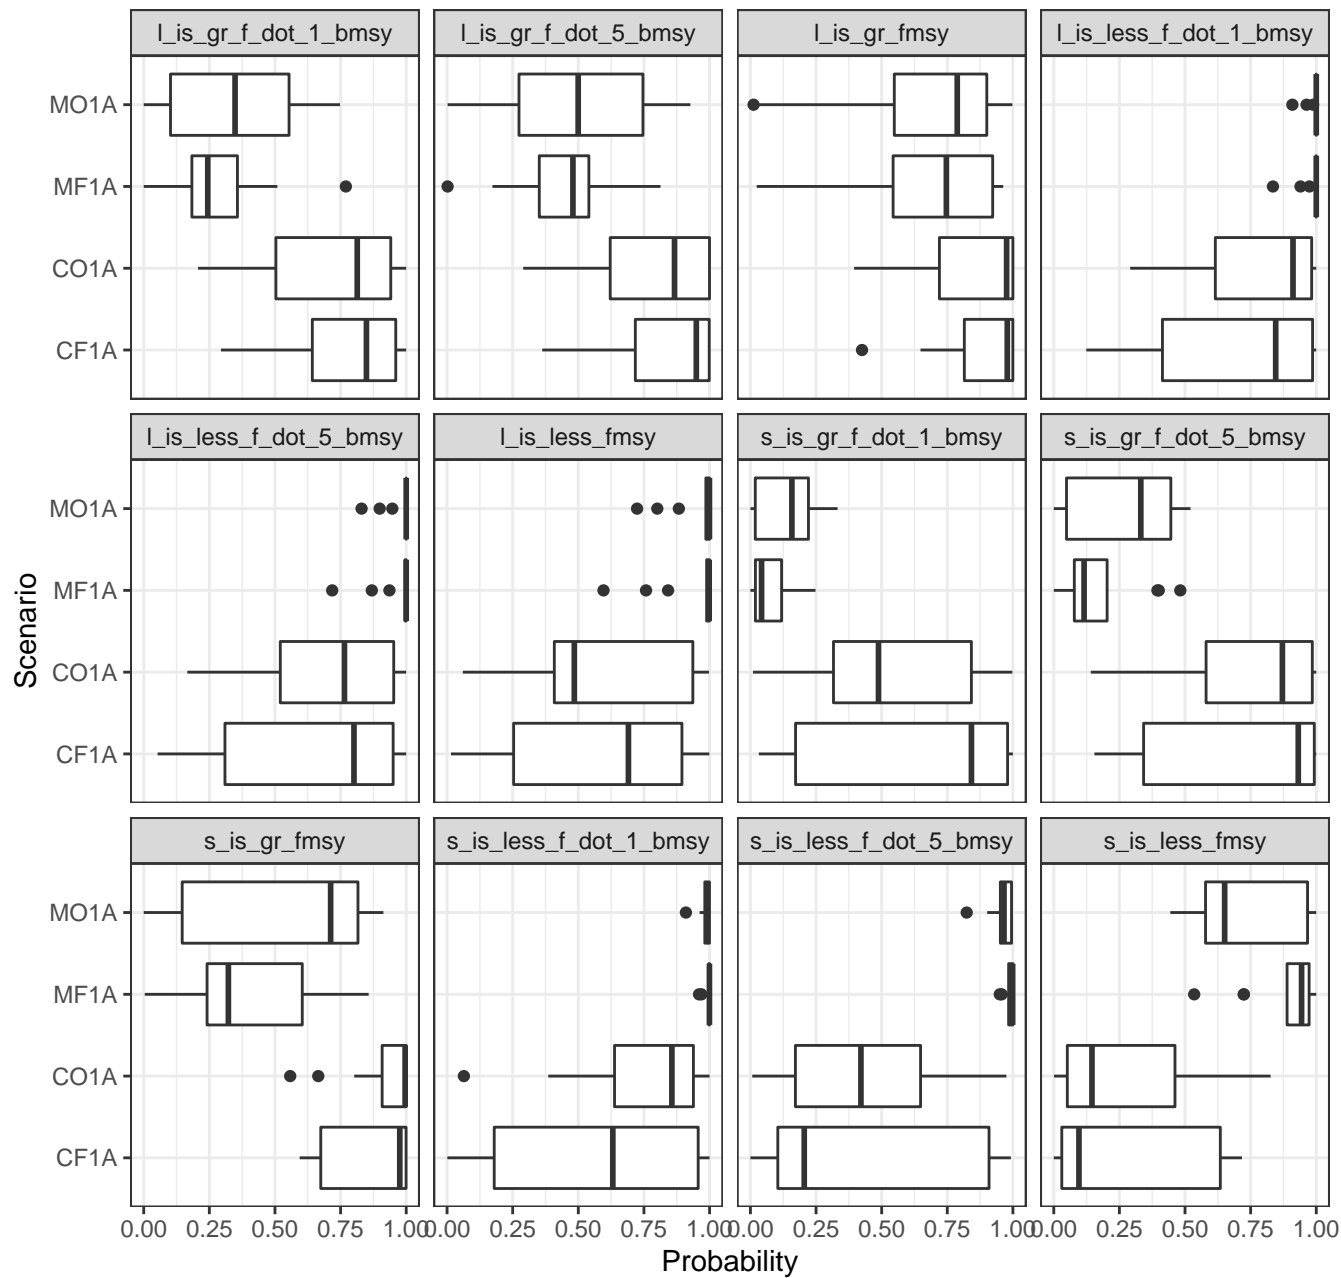 l_is_gr_f_dot_1_bmsy l_is_gr_f_dot_5_bmsy l_is_gr_fmsy l_is_less_f_dot_1_bmsy
MO1A
MF1A
CO1A
CF1A
l_is_less_f_dot_5_bmsy l_is_less_fmsy s_is_gr_f_dot_1_bmsy s_is_gr_f_dot_5_bmsy
MO1A
MF1A
CO1A
CF1A
Scenario
s_is_gr_fmsy s_is_less_f_dot_1_bmsy s_is_less_f_dot_5_bmsy s_is_less_fmsy
MO1A
MF1A
CO1A
CF1A
0.00 0.25 0.50 0.75 1.00 0.00 0.25 0.50 0.75 1.00 0.00 0.25 0.50 0.75 1.00 0.00 0.25 0.50 0.75 1.00
Probability